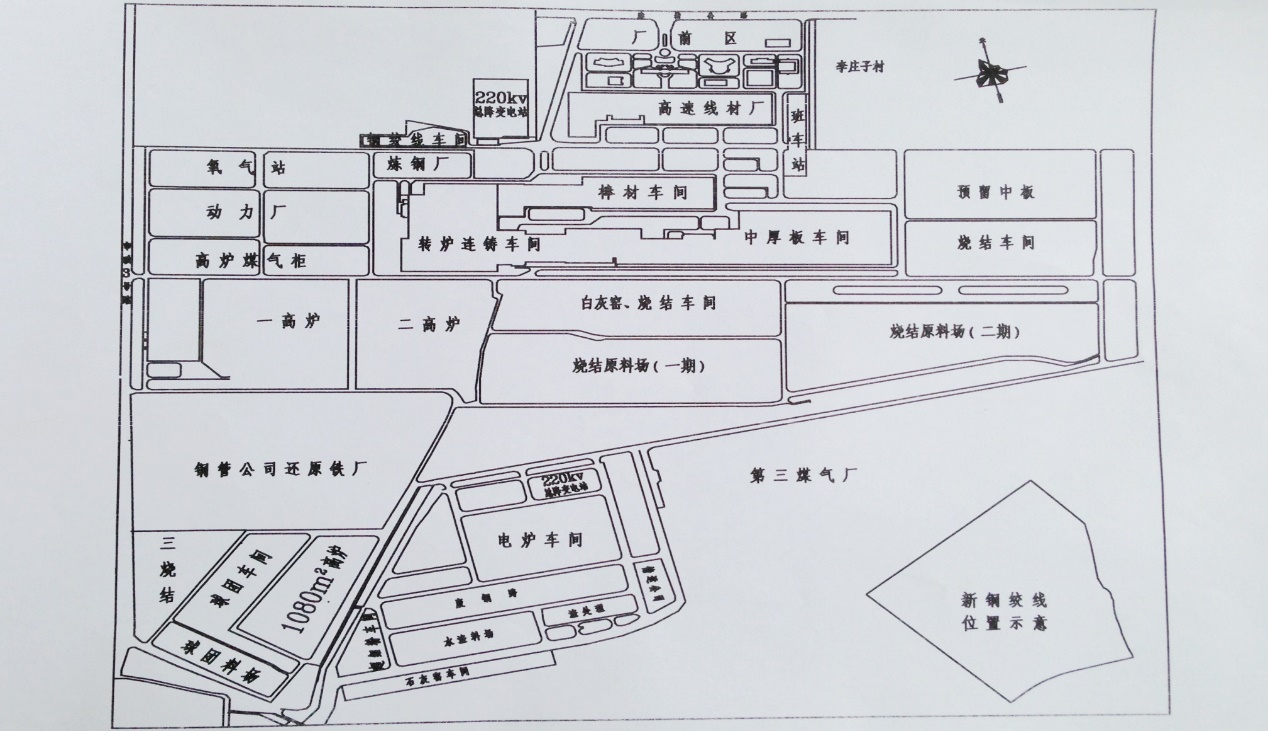 厂 前 区
李庄子村
220kv
总降变电站
高 速 线 材 厂
班车站
钢 绞 线 车 间
炼 钢 厂
氧 气 站
棒 材 车 间
预 留 中 板
动 力 厂
转 炉 连 铸 车 间
中 厚 板 车 间
烧 结 车 间
高 炉 煤 气 柜
一 高 炉
二 高 炉
白灰窑、烧 结 车 间
烧结原料场(二期)
烧结原料场(一期)
钢 管 公 司 还 原 铁 厂
第 三 煤 气 厂
220kv
总降变电站
电 炉 车 间
三烧结
球 团 车 间
1080m²高炉
废 钢 跨
渣处理
新 钢 绞 线
位 置 示 意
水渣料场
球 团 料 场
石灰窑车间